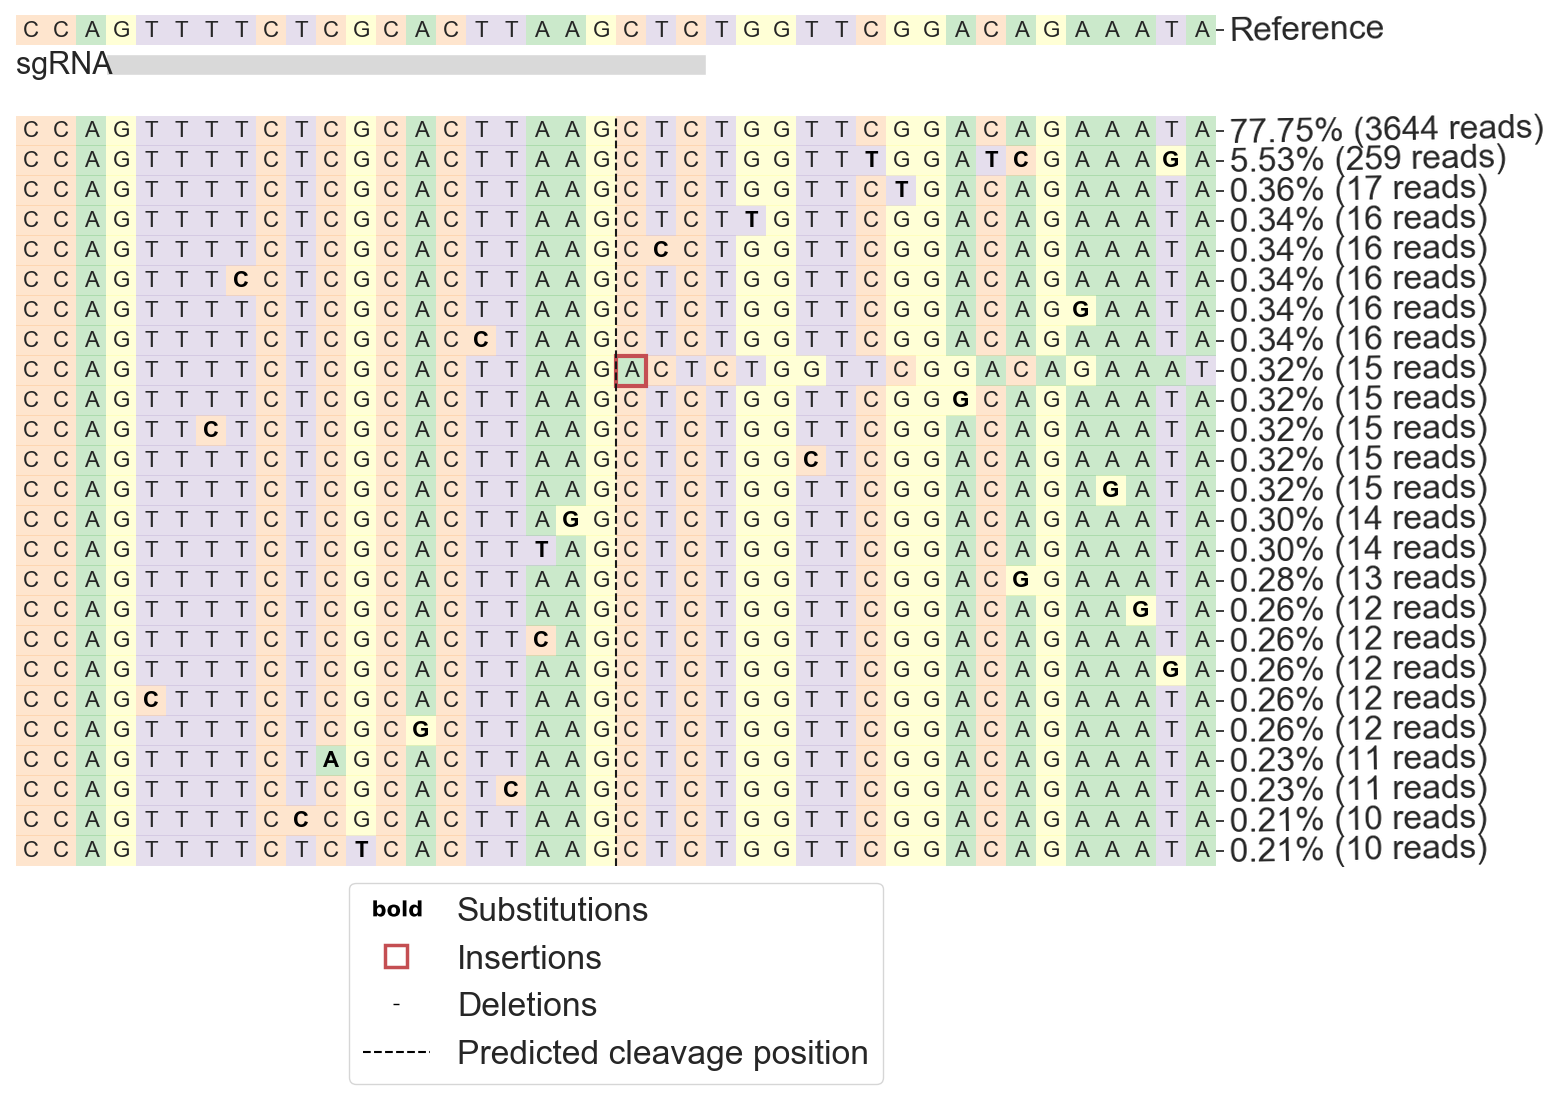 C C A G T T T T C T C G C A C T T A A G C T C T G G T T C G G A C A G A A A T A Reference
sgRNA
C C A G T T T T C T C G C A C T T A A G C T C T G G T T C G G A C A G A A A T A 77.75% (3644 reads)
C C A G T T T T C T C G C A C T T A A G C T C T G G T T T G G A T C G A A A G A 5.53% (259 reads)
C C A G T T T T C T C G C A C T T A A G C T C T G G T T C T G A C A G A A A T A 0.36% (17 reads)
C C A G T T T T C T C G C A C T T A A G C T C T T G T T C G G A C A G A A A T A 0.34% (16 reads)
C C A G T T T T C T C G C A C T T A A G C C C T G G T T C G G A C A G A A A T A 0.34% (16 reads)
C C A G T T T C C T C G C A C T T A A G C T C T G G T T C G G A C A G A A A T A 0.34% (16 reads)
C C A G T T T T C T C G C A C T T A A G C T C T G G T T C G G A C A G G A A T A 0.34% (16 reads)
C C A G T T T T C T C G C A C C T A A G C T C T G G T T C G G A C A G A A A T A 0.34% (16 reads)
C C A G T T T T C T C G C A C T T A A G A C T C T G G T T C G G A C A G A A A T 0.32% (15 reads)
C C A G T T T T C T C G C A C T T A A G C T C T G G T T C G G G C A G A A A T A 0.32% (15 reads)
C C A G T T C T C T C G C A C T T A A G C T C T G G T T C G G A C A G A A A T A 0.32% (15 reads)
C C A G T T T T C T C G C A C T T A A G C T C T G G C T C G G A C A G A A A T A 0.32% (15 reads)
C C A G T T T T C T C G C A C T T A A G C T C T G G T T C G G A C A G A G A T A 0.32% (15 reads)
C C A G T T T T C T C G C A C T T A G G C T C T G G T T C G G A C A G A A A T A 0.30% (14 reads)
C C A G T T T T C T C G C A C T T T A G C T C T G G T T C G G A C A G A A A T A 0.30% (14 reads)
C C A G T T T T C T C G C A C T T A A G C T C T G G T T C G G A C G G A A A T A 0.28% (13 reads)
C C A G T T T T C T C G C A C T T A A G C T C T G G T T C G G A C A G A A G T A 0.26% (12 reads)
C C A G T T T T C T C G C A C T T C A G C T C T G G T T C G G A C A G A A A T A 0.26% (12 reads)
C C A G T T T T C T C G C A C T T A A G C T C T G G T T C G G A C A G A A A G A 0.26% (12 reads)
C C A G C T T T C T C G C A C T T A A G C T C T G G T T C G G A C A G A A A T A 0.26% (12 reads)
C C A G T T T T C T C G C G C T T A A G C T C T G G T T C G G A C A G A A A T A 0.26% (12 reads)
C C A G T T T T C T A G C A C T T A A G C T C T G G T T C G G A C A G A A A T A 0.23% (11 reads)
C C A G T T T T C T C G C A C T C A A G C T C T G G T T C G G A C A G A A A T A 0.23% (11 reads)
C C A G T T T T C C C G C A C T T A A G C T C T G G T T C G G A C A G A A A T A 0.21% (10 reads)
C C A G T T T T C T C T C A C T T A A G C T C T G G T T C G G A C A G A A A T A 0.21% (10 reads)
bold Substitutions
Insertions
- Deletions
Predicted cleavage position